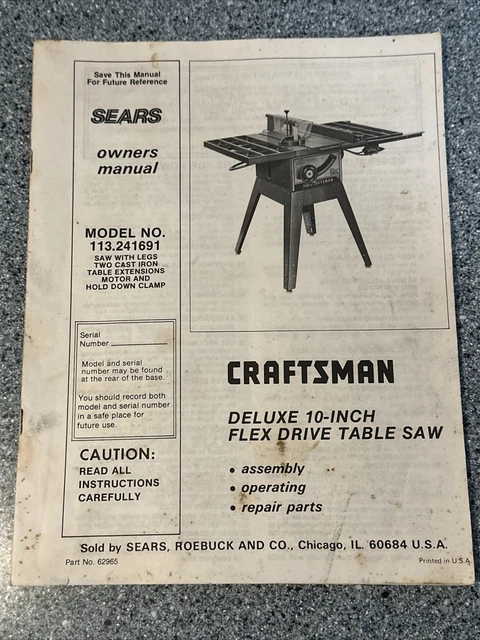 Save This Manual
For Future Reference
SEARS
owners
manual
MODEL NO.
113.241691
SAW WITH LEGS
TWO CAST IRON
TABLE EXTENSIONS
MOTOR AND
HOLD DOWN CLAMP
Serial
Number
Model and serial
number may be found
at the rear of the base.
You should record both
model and serial number
in a safe place for
future use.
CAUTION:
READ ALL
INSTRUCTIONS
CAREFULLY
CRAFTSMAN
DELUXE 10-INCH
FLEX DRIVE TABLE SAW
• assembly
• operating
• repair parts
Sold by SEARS, ROEBUCK AND CO., Chicago, IL. 60684 U.S.A.
Part No. 62965
Printed in U.S.A.